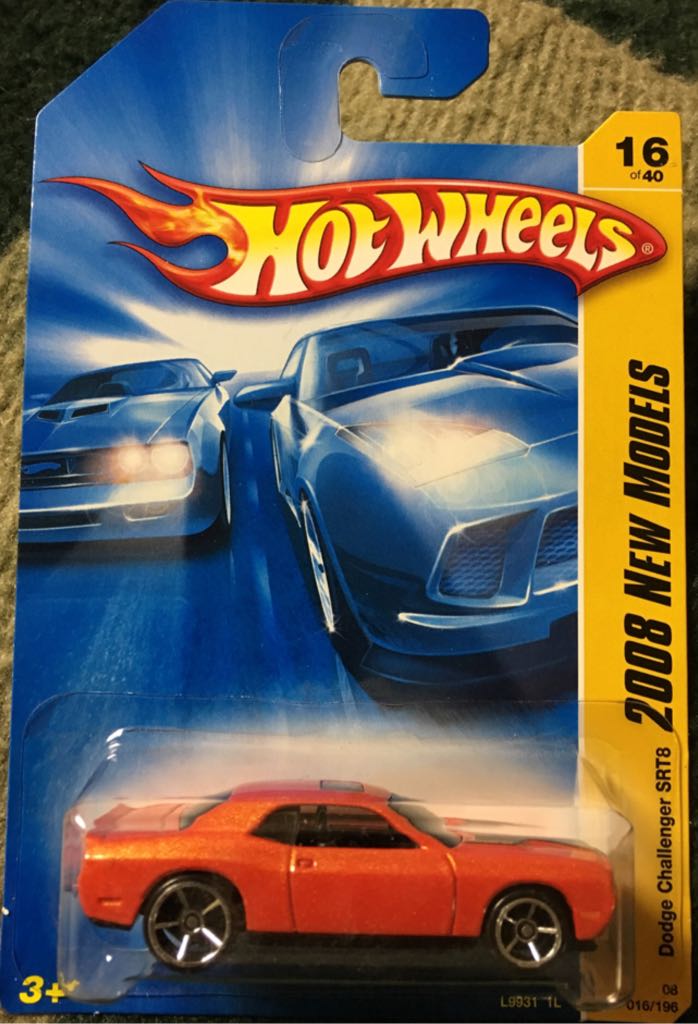 16
of 40
HOT WHEELS®
2008 NEW MODELS
Dodge Challenger SRT8
3+
L9931 1L
08
016/196